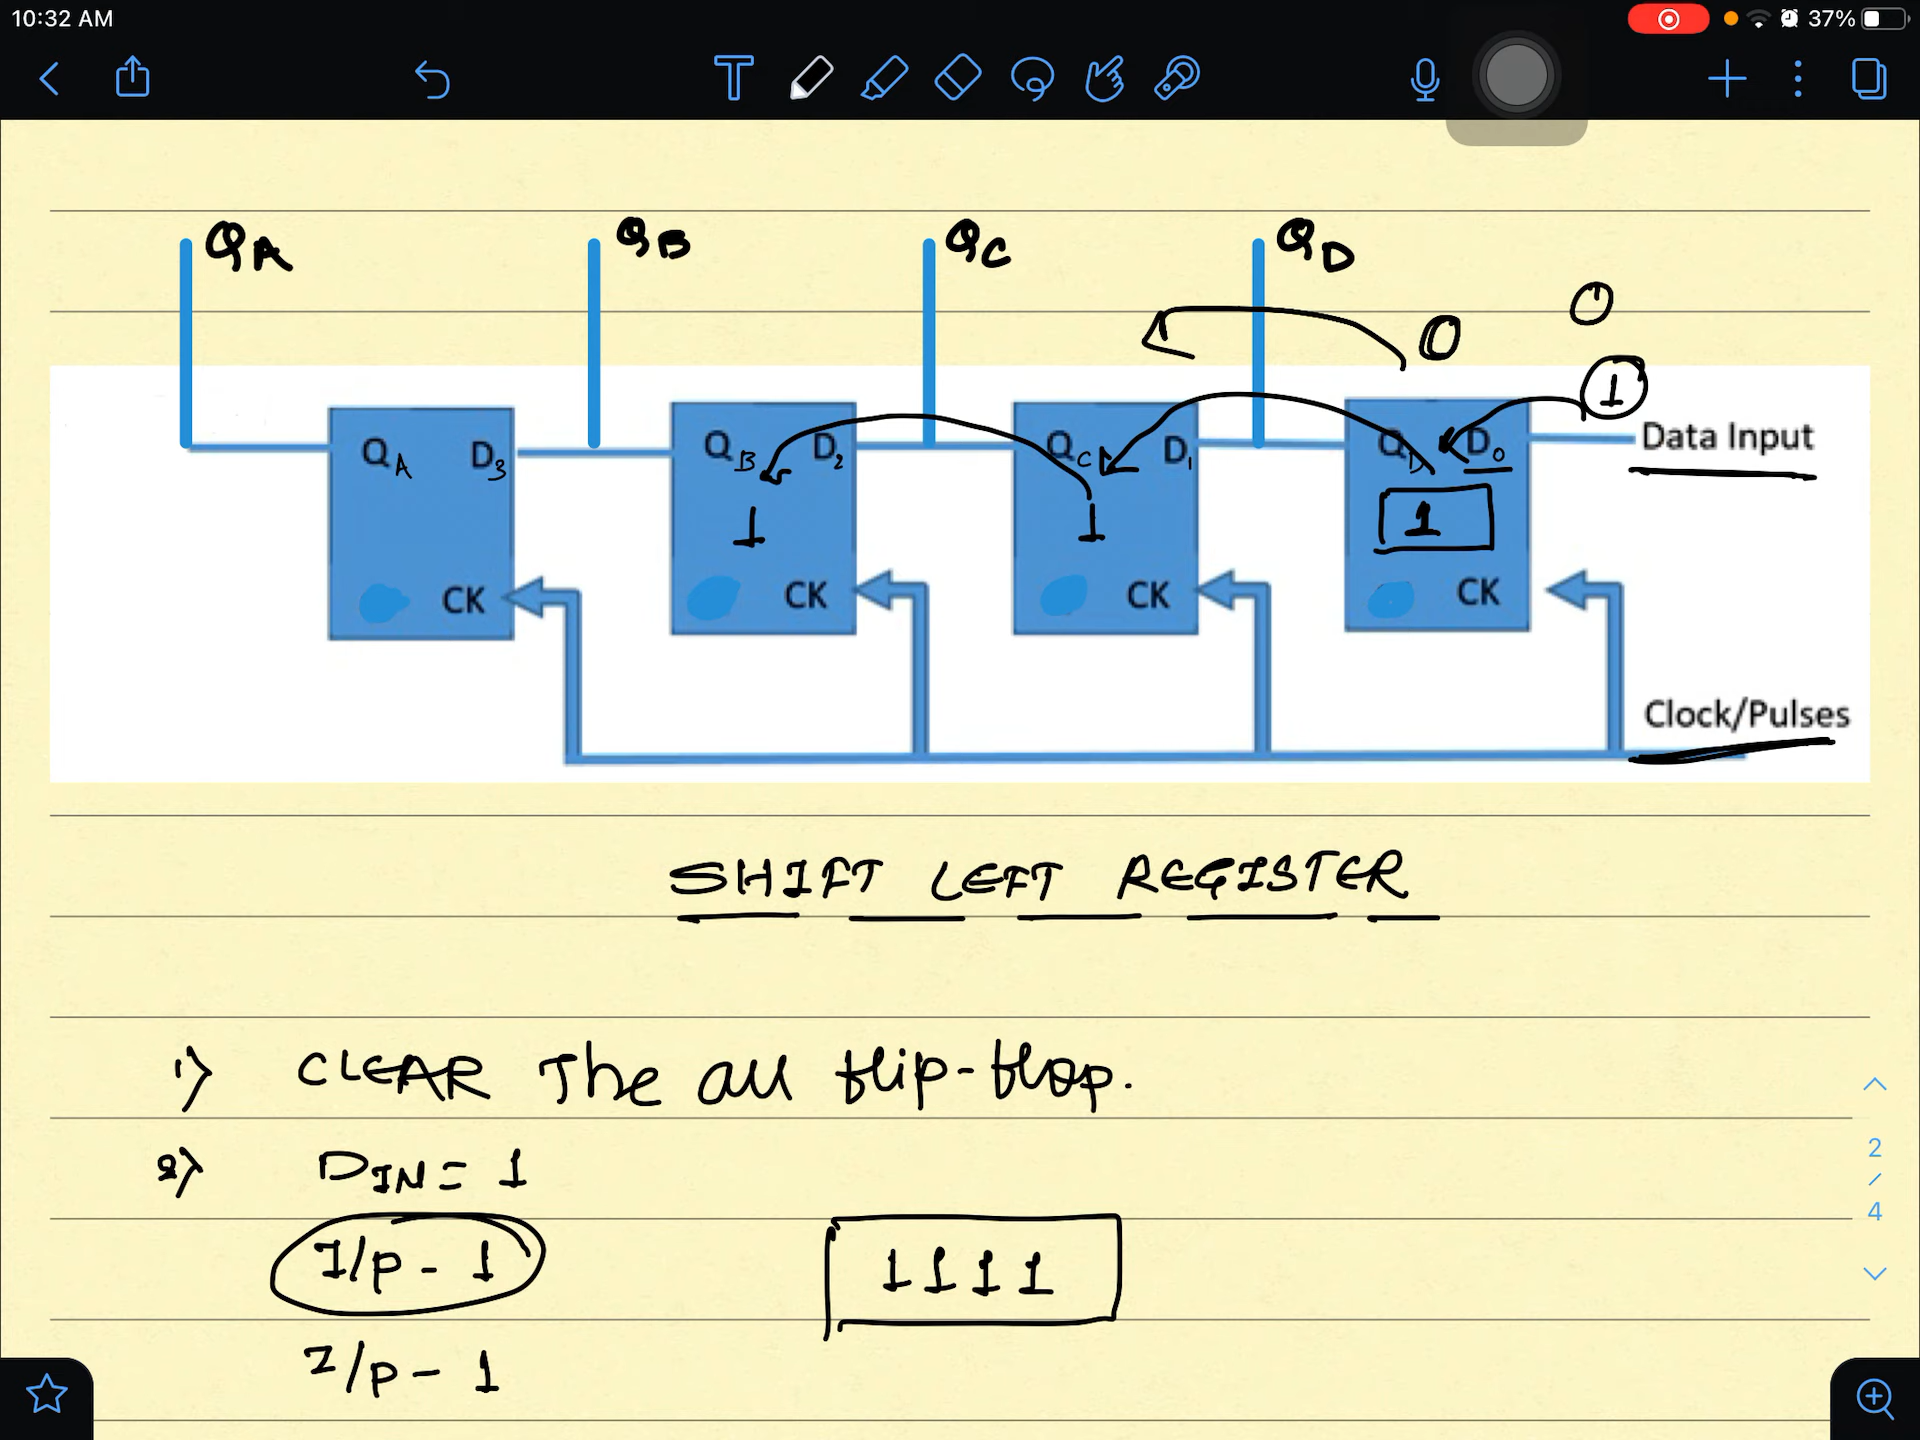 10:32 AM
37%
QA QB QC QD
0 0
1
QA D3 QB D2 QC D1 QD D0 Data Input
1 1 1
CK CK CK CK
Clock/Pulses
SHIFT LEFT REGISTER
1) CLEAR The all flip-flop.
2) DIN = 1
I/p - 1
1111
I/p - 1
2
/
4